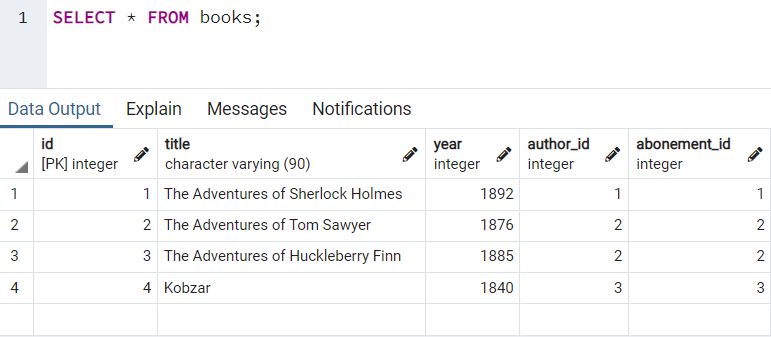 1 SELECT * FROM books;
Data Output Explain Messages Notifications
id title year author_id abonement_id
[PK] integer character varying (90) integer integer integer
1 1 The Adventures of Sherlock Holmes 1892 1 1
2 2 The Adventures of Tom Sawyer 1876 2 2
3 3 The Adventures of Huckleberry Finn 1885 2 2
4 4 Kobzar 1840 3 3